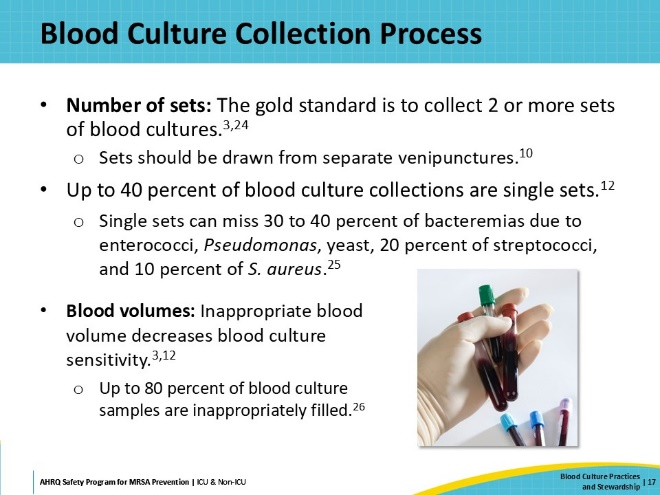 Blood Culture Collection Process
• Number of sets: The gold standard is to collect 2 or more sets
of blood cultures.3,24
o Sets should be drawn from separate venipunctures.10
• Up to 40 percent of blood culture collections are single sets.12
o Single sets can miss 30 to 40 percent of bacteremias due to
enterococci, Pseudomonas, yeast, 20 percent of streptococci,
and 10 percent of S. aureus.25
• Blood volumes: Inappropriate blood
volume decreases blood culture
sensitivity.3,12
o Up to 80 percent of blood culture
samples are inappropriately filled.26
AHRQ Safety Program for MRSA Prevention | ICU & Non-ICU
Blood Culture Practices
and Stewardship | 17